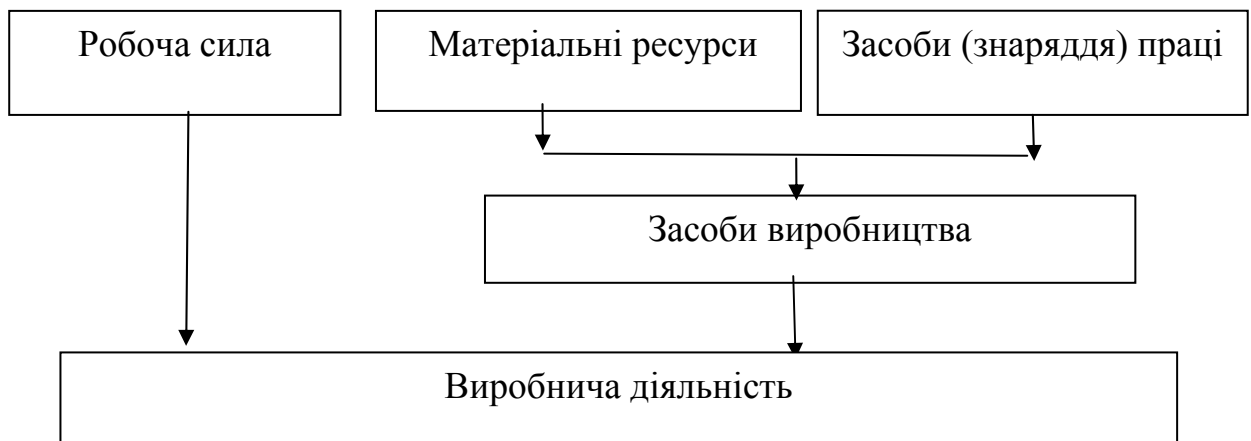 Робоча сила
Матеріальні ресурси
Засоби (знаряддя) праці
Засоби виробництва
Виробнича діяльність